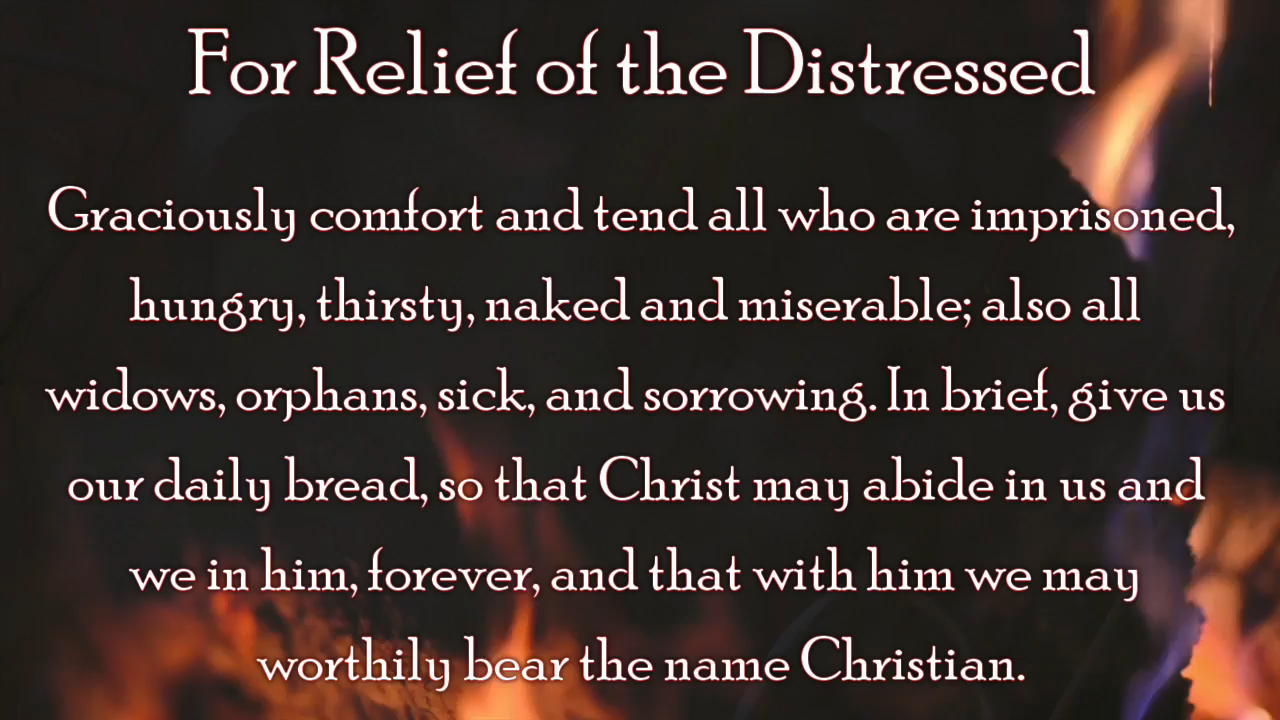 For Relief of the Distressed
Graciously comfort and tend all who are imprisoned,
hungry, thirsty, naked and miserable; also all
widows, orphans, sick, and sorrowing. In brief, give us
our daily bread, so that Christ may abide in us and
we in him, forever, and that with him we may
worthily bear the name Christian.